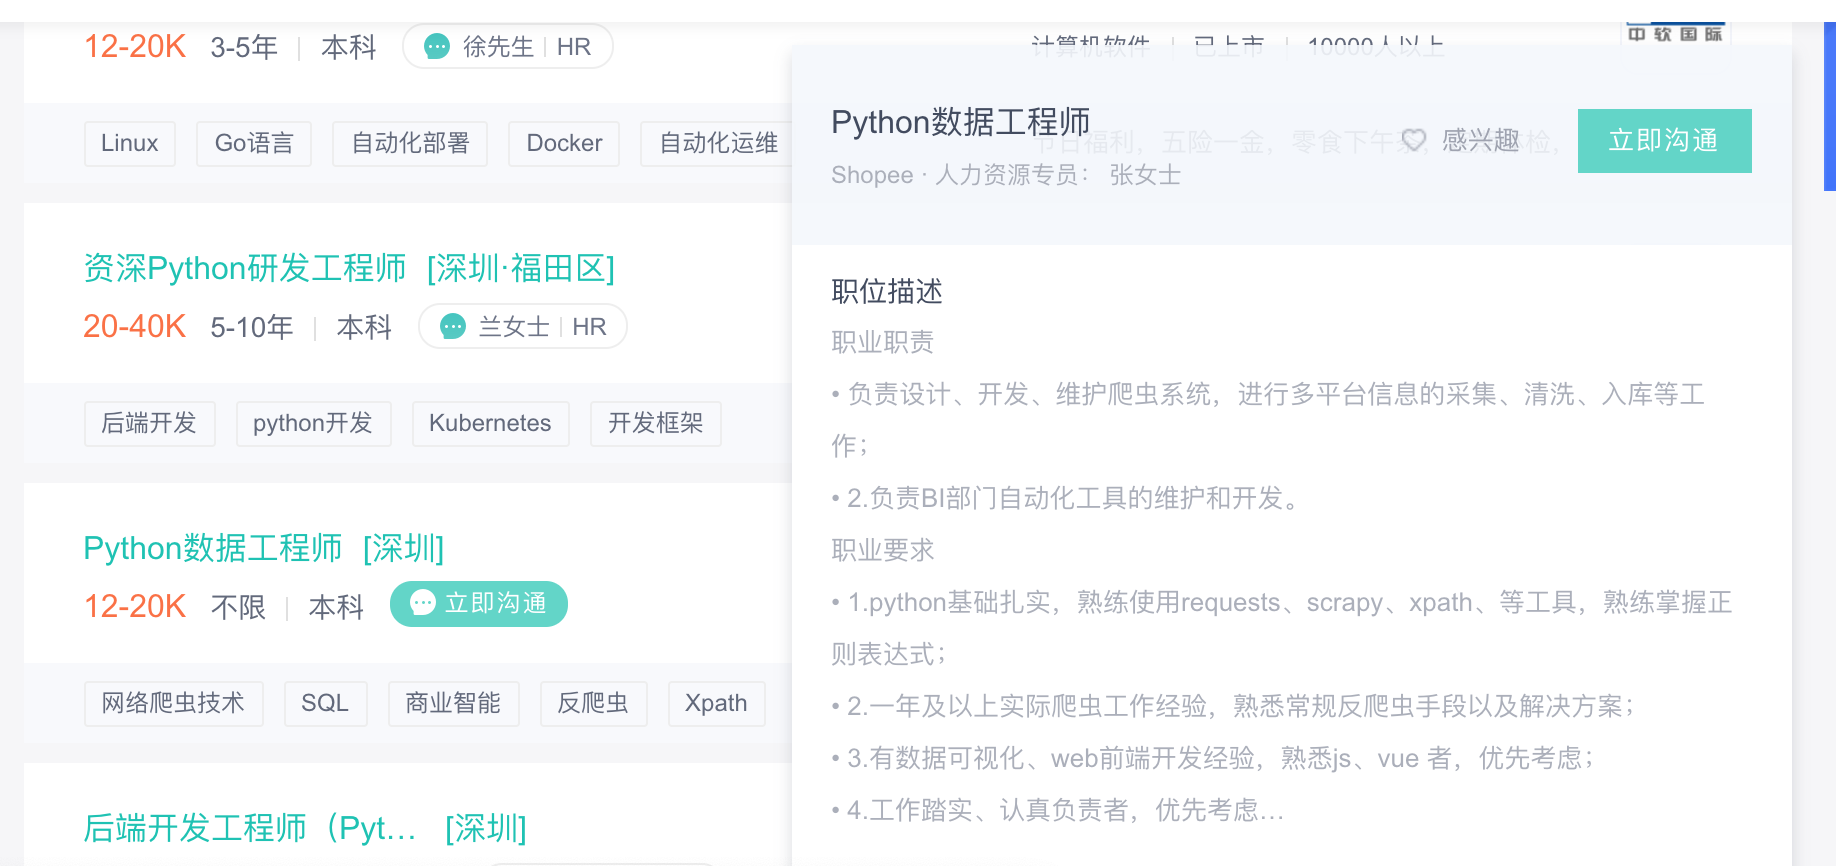 12-20K 3-5年 本科 徐先生 HR
Linux Go语言 自动化部署 Docker 自动化运维
资深Python研发工程师 [深圳·福田区]
20-40K 5-10年 本科 兰女士 HR
后端开发 python开发 Kubernetes 开发框架
Python数据工程师 [深圳]
12-20K 不限 本科 立即沟通
网络爬虫技术 SQL 商业智能 反爬虫 Xpath
后端开发工程师（Pyt... [深圳]
计算机软件 已上市 10000人以上
中软国际
节日福利，五险一金，零食下午茶，
Python数据工程师
感兴趣 立即沟通
Shopee · 人力资源专员： 张女士
职位描述
职业职责
• 负责设计、开发、维护爬虫系统，进行多平台信息的采集、清洗、入库等工
作；
• 2.负责BI部门自动化工具的维护和开发。
职业要求
• 1.python基础扎实，熟练使用requests、scrapy、xpath、等工具，熟练掌握正
则表达式；
• 2.一年及以上实际爬虫工作经验，熟悉常规反爬虫手段以及解决方案；
• 3.有数据可视化、web前端开发经验，熟悉js、vue 者，优先考虑；
• 4.工作踏实、认真负责者，优先考虑...